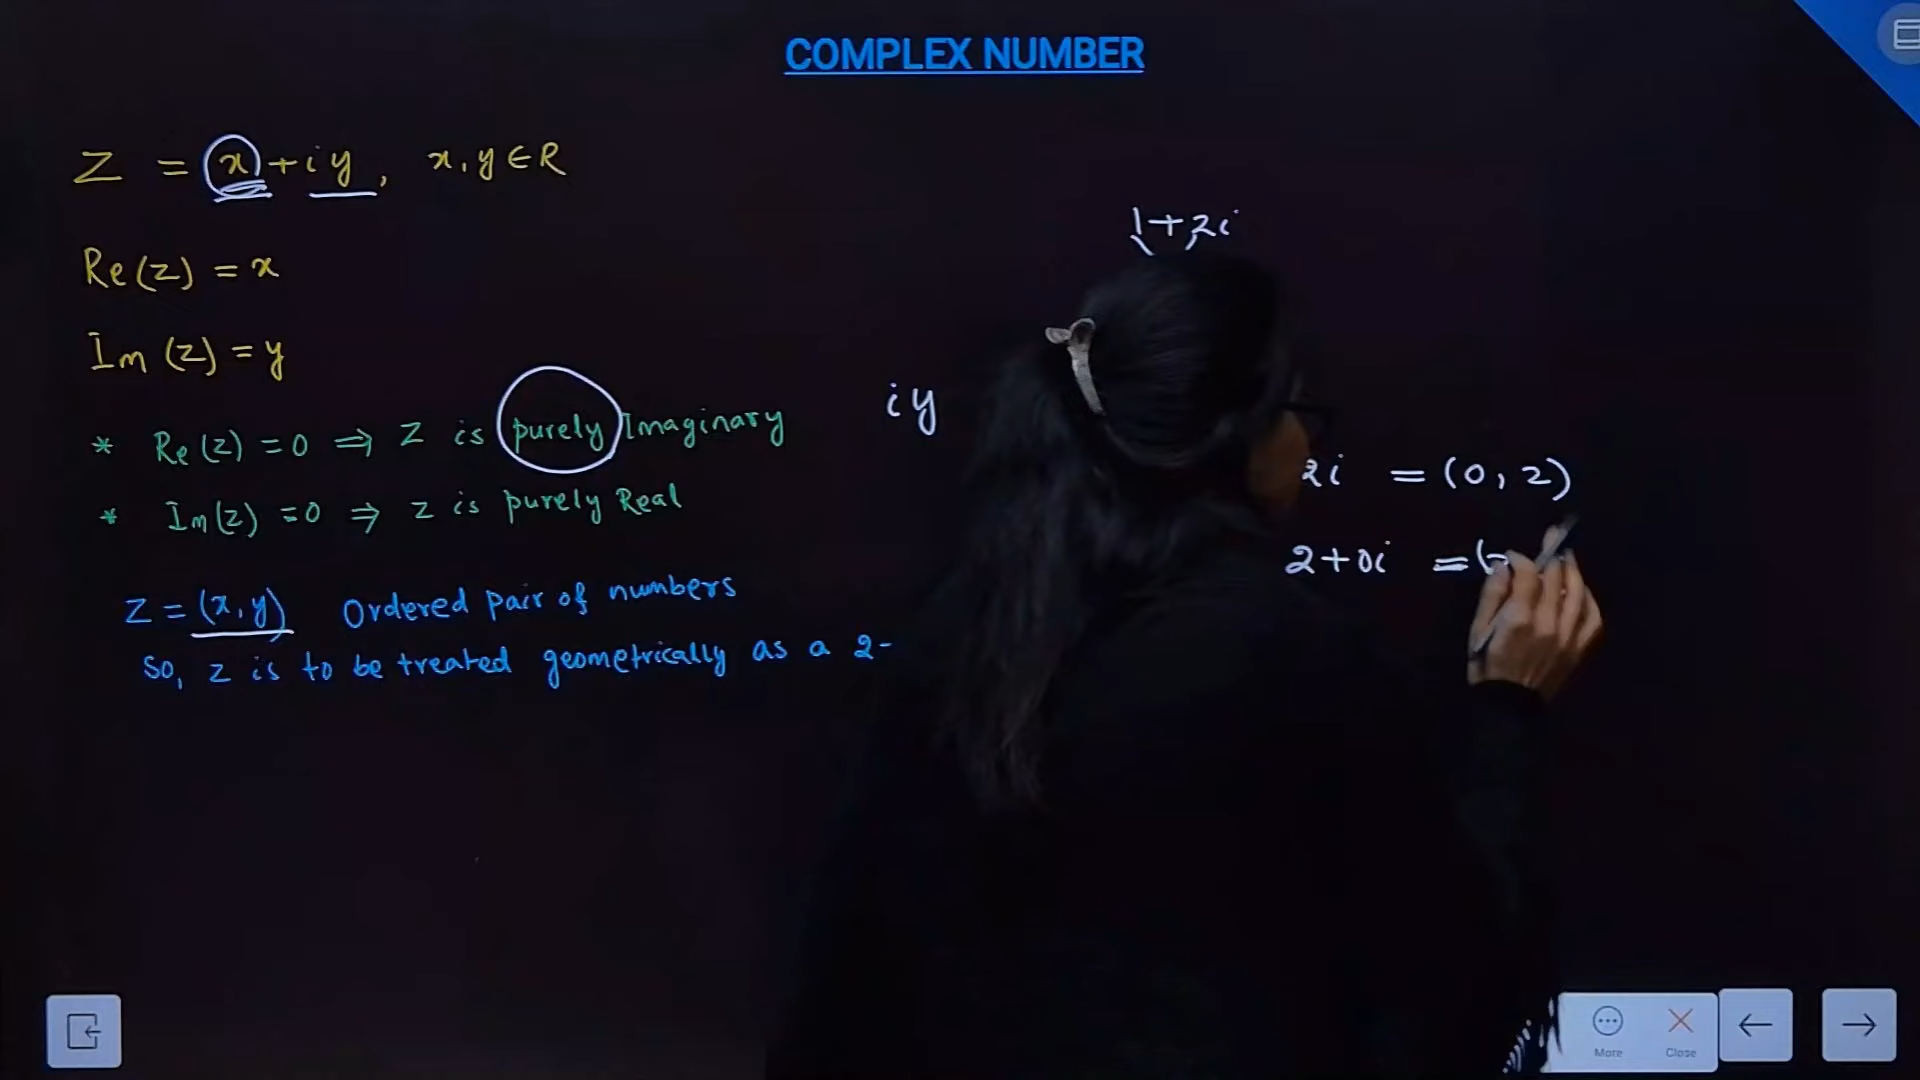 COMPLEX NUMBER
Z = x + iy, x, y ∈ R
1+2i
Re(z) = x
Im(z) = y
iy
* Re(z) = 0 ⇒ Z is purely Imaginary
2i = (0, 2)
* Im(z) = 0 ⇒ z is purely Real
2+0i = (
Z = (x, y) Ordered pair of numbers
So, z is to be treated geometrically as a 2-
More
Close